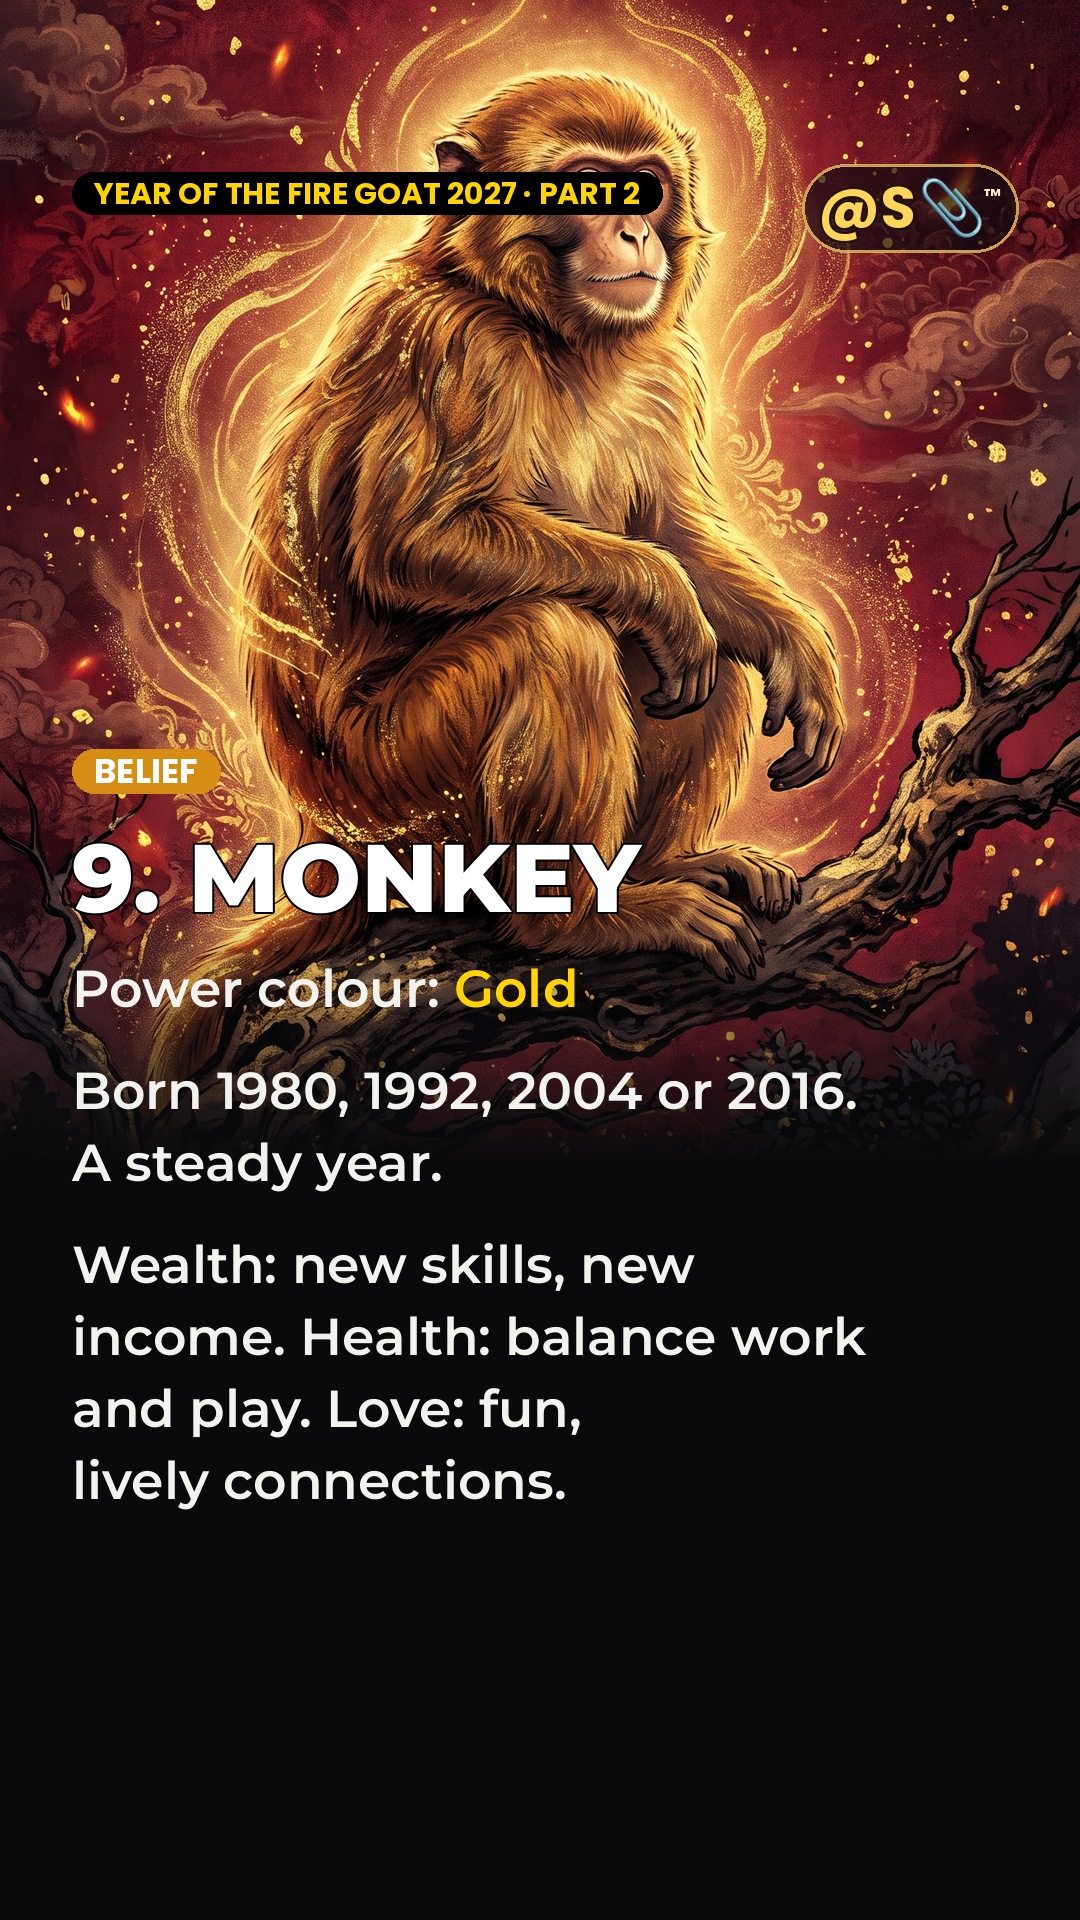 YEAR OF THE FIRE GOAT 2027 · PART 2
@S📎™
BELIEF
9. MONKEY
Power colour: Gold
Born 1980, 1992, 2004 or 2016.
A steady year.
Wealth: new skills, new
income. Health: balance work
and play. Love: fun,
lively connections.